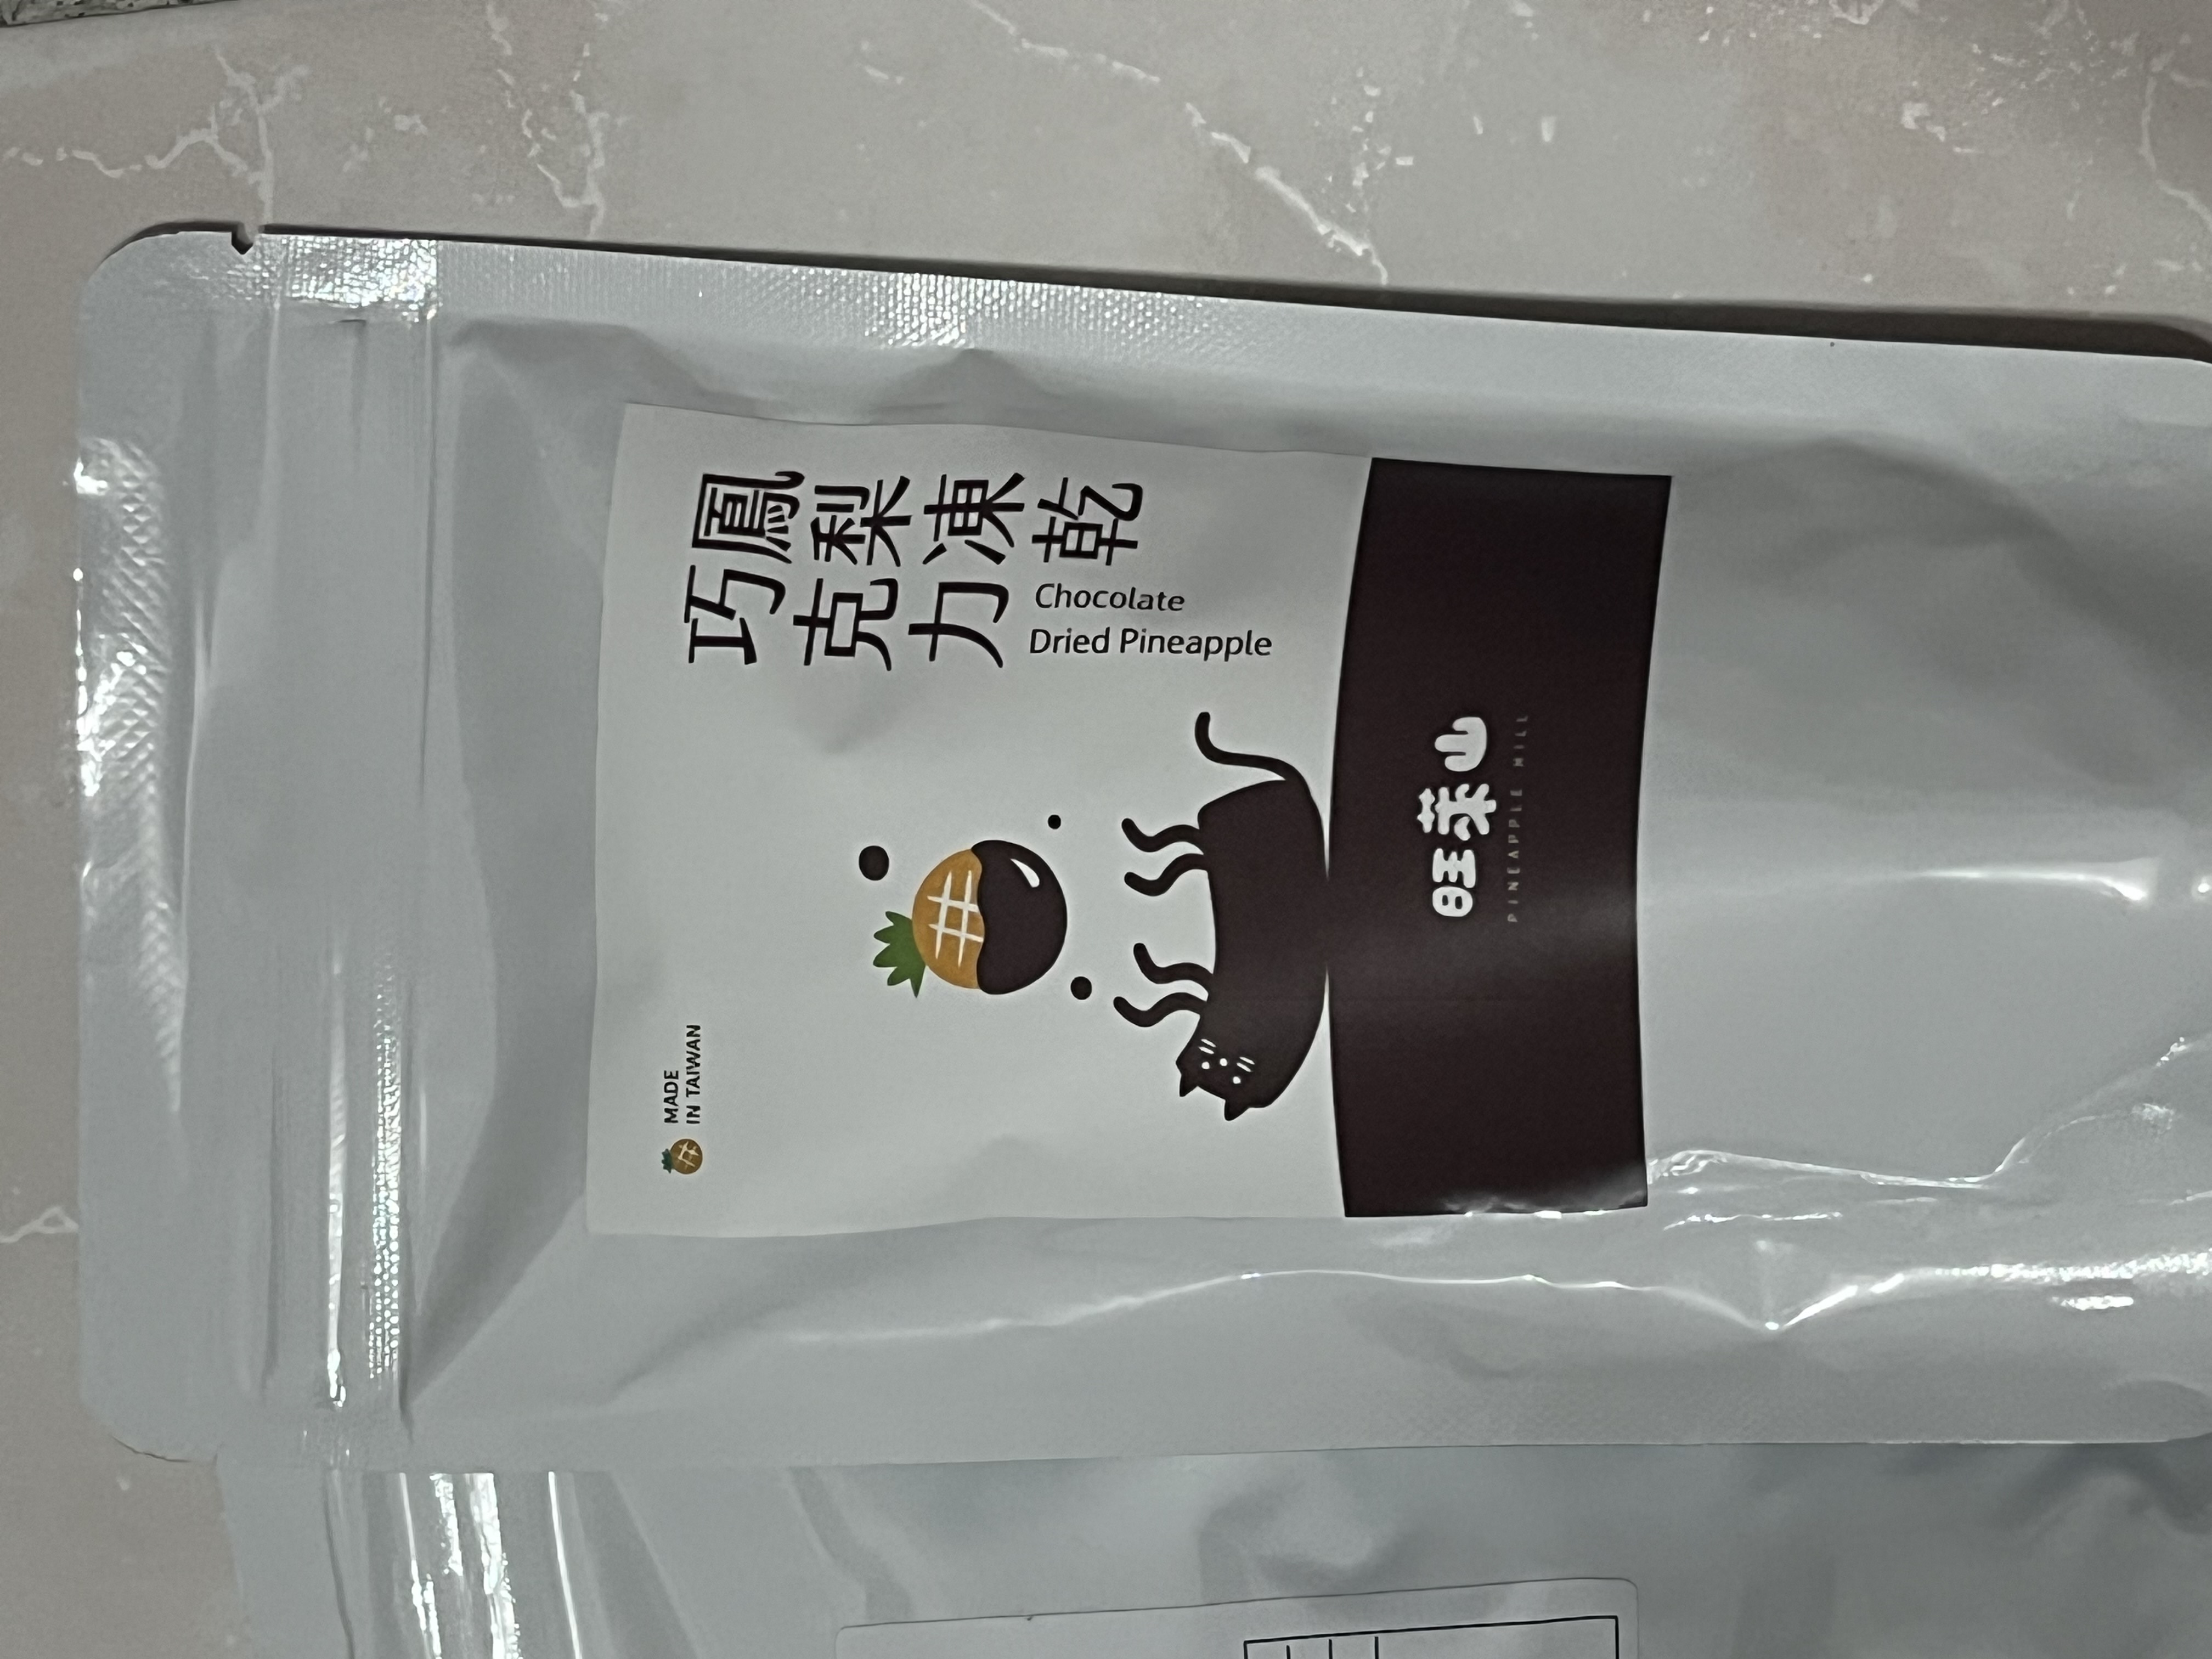 MADE
IN TAIWAN
鳳梨凍乾
巧克力
Chocolate
Dried Pineapple
旺萊山
PINEAPPLE HILL